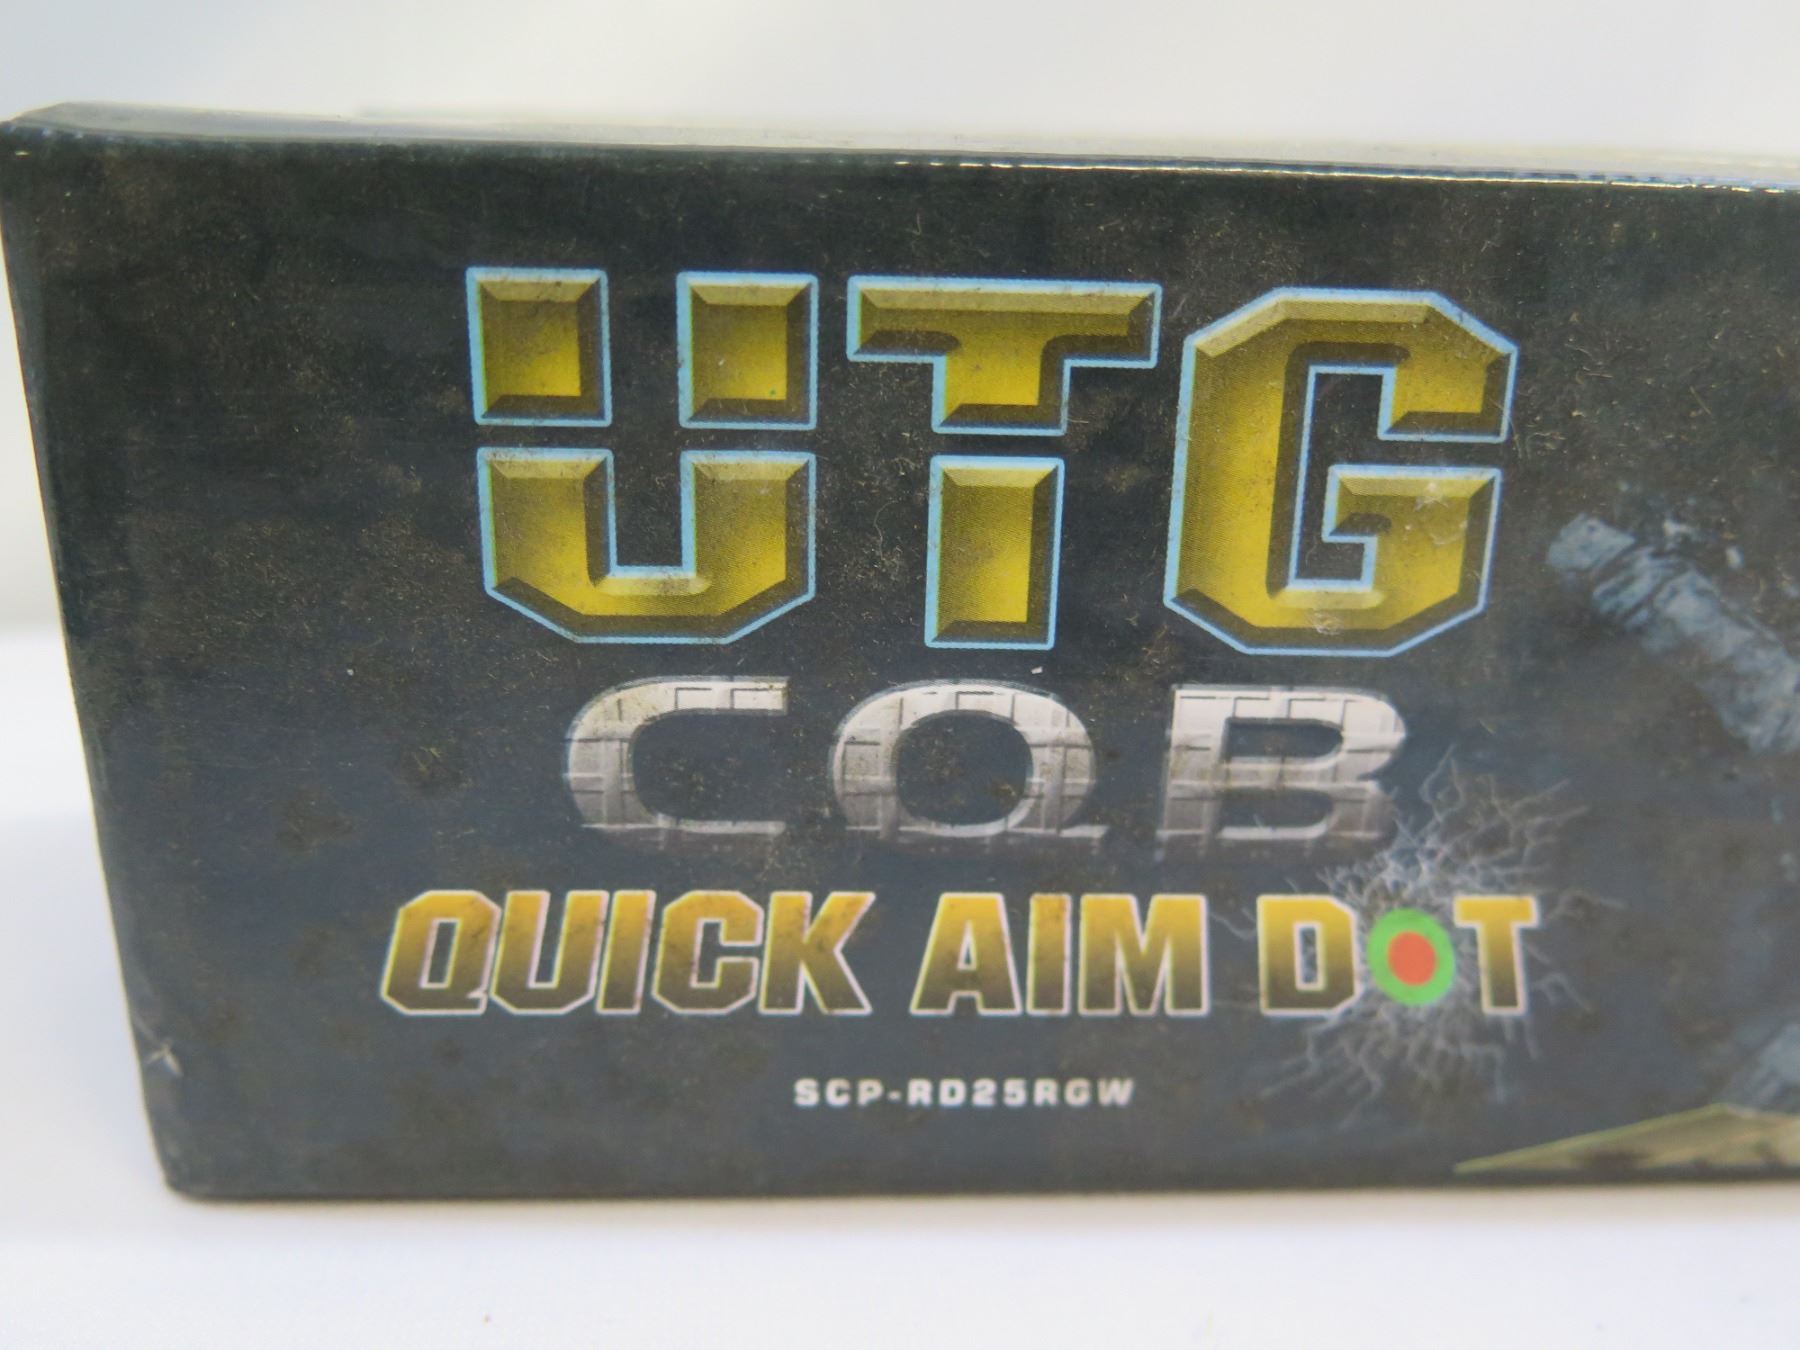 UTG
CQB
QUICK AIM DOT
SCP-RD25RGW